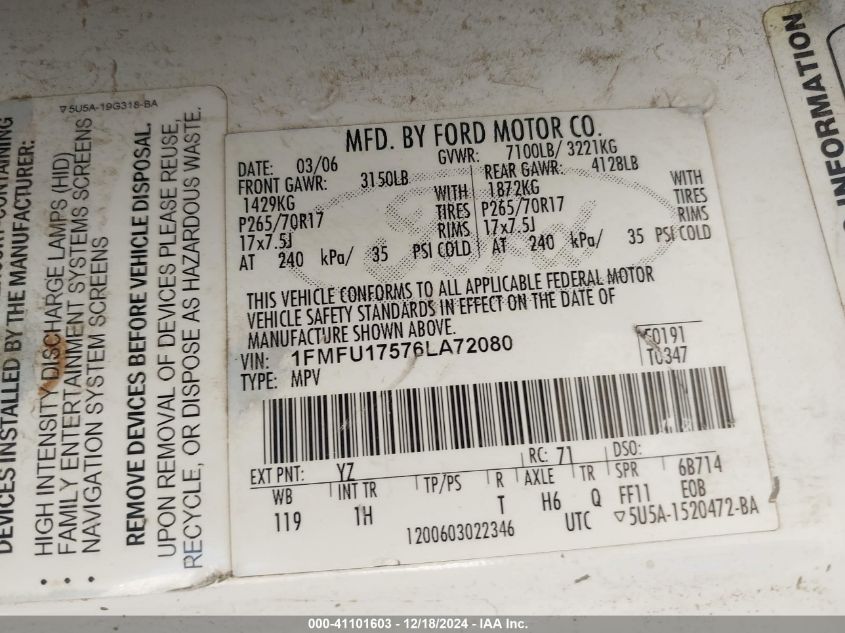 DEVICES INSTALLED BY THE MANUFACTURER:
• HIGH INTENSITY DISCHARGE LAMPS (HID)
FAMILY ENTERTAINMENT SYSTEMS SCREENS
• NAVIGATION SYSTEM SCREENS
REMOVE DEVICES BEFORE VEHICLE DISPOSAL.
UPON REMOVAL OF DEVICES PLEASE REUSE,
RECYCLE, OR DISPOSE AS HAZARDOUS WASTE.
5U5A-19G318-BA
MFD. BY FORD MOTOR CO.
DATE: 03/06 GVWR: 7100LB/ 3221KG
FRONT GAWR: 3150LB REAR GAWR: 4128LB
1429KG WITH 1872KG WITH
P265/70R17 TIRES P265/70R17 TIRES
17x7.5J RIMS 17x7.5J RIMS
AT 240 kPa/ 35 PSI COLD AT 240 kPa/ 35 PSI COLD
THIS VEHICLE CONFORMS TO ALL APPLICABLE FEDERAL MOTOR
VEHICLE SAFETY STANDARDS IN EFFECT ON THE DATE OF
MANUFACTURE SHOWN ABOVE.
VIN: 1FMFU17576LA72080 F0191
TYPE: MPV T0347
EXT PNT: YZ RC: 71 DSO:
WB INT TR TP/PS R AXLE TR SPR 6B714
119 1H T H6 Q FF11 EOB
1200603022346 UTC 5U5A-1520472-BA
INFORMATION
000-41101603 - 12/18/2024 - IAA Inc.